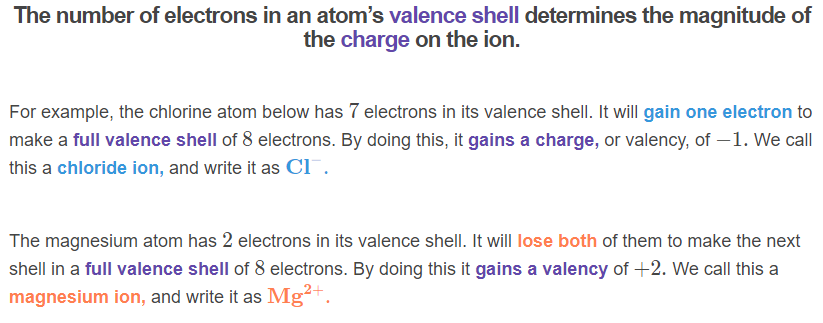 The number of electrons in an atom’s valence shell determines the magnitude of
the charge on the ion.
For example, the chlorine atom below has 7 electrons in its valence shell. It will gain one electron to
make a full valence shell of 8 electrons. By doing this, it gains a charge, or valency, of −1. We call
this a chloride ion, and write it as Cl⁻.
The magnesium atom has 2 electrons in its valence shell. It will lose both of them to make the next
shell in a full valence shell of 8 electrons. By doing this it gains a valency of +2. We call this a
magnesium ion, and write it as Mg²⁺.